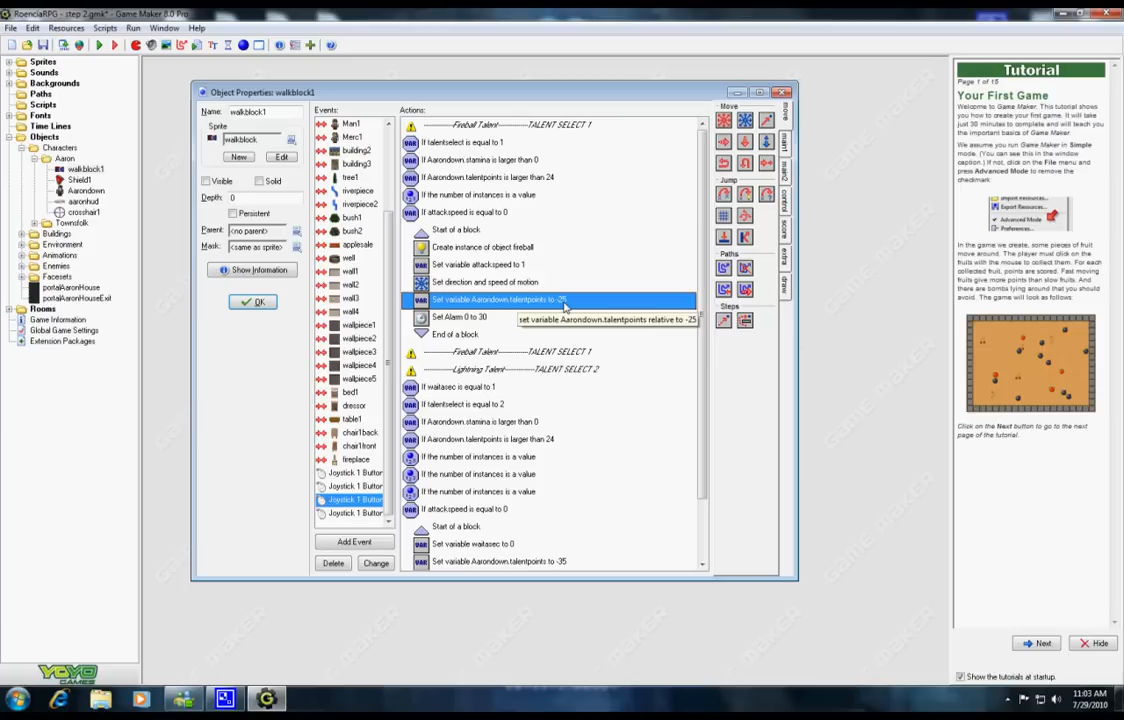 RoenciaRPG - step 2.gmk* - Game Maker 8.0 Pro
File Edit Resources Scripts Run Window Help
Sprites
Sounds
Backgrounds
Paths
Scripts
Fonts
Time Lines
Objects
Characters
Aaron
walkblock1
Shield1
Aarondown
aaronhud
crosshair1
Townsfolk
Buildings
Environment
Animations
Enemies
Facesets
portalAaronHouse
portalAaronHouseExit
Rooms
Game Information
Global Game Settings
Extension Packages
YOYO
GAMES
Object Properties: walkblock1
Name: walkblock1
Sprite
walkblock
New Edit
Visible Solid
Depth: 0
Persistent
Parent: <no parent>
Mask: <same as sprite>
Show Information
OK
Events:
Man1
Merc1
building2
building3
tree1
riverpiece
riverpiece2
bush1
bush2
applesale
well
wall1
wall2
wall3
wall4
wallpiece1
wallpiece2
wallpiece3
wallpiece4
wallpiece5
bed1
dressor
table1
chair1back
chair1front
fireplace
Joystick 1 Button
Joystick 1 Button
Joystick 1 Button
Joystick 1 Button
Add Event
Delete Change
Actions:
Fireball Talent TALENT SELECT 1
If talentselect is equal to 1
If Aarondown.stamina is larger than 0
If Aarondown.talentpoints is larger than 24
If the number of instances is a value
If attackspeed is equal to 0
Start of a block
Create instance of object fireball
Set variable attackspeed to 1
Set direction and speed of motion
Set variable Aarondown.talentpoints to -25
Set Alarm 0 to 30
set variable Aarondown.talentpoints relative to -25
End of a block
Fireball Talent TALENT SELECT 1
Lightning Talent TALENT SELECT 2
If waitasec is equal to 1
If talentselect is equal to 2
If Aarondown.stamina is larger than 0
If Aarondown.talentpoints is larger than 24
If the number of instances is a value
If the number of instances is a value
If the number of instances is a value
If attackspeed is equal to 0
Start of a block
Set variable waitasec to 0
Set variable Aarondown.talentpoints to -35
Move
Jump
Paths
Steps
move
main1
main2
control
score
extra
draw
Tutorial
Page 1 of 15
Your First Game
Welcome to Game Maker. This tutorial shows
you how to create your first game. It will take
just 30 minutes to complete and will teach you
the important basics of Game Maker.
We assume you run Game Maker in Simple
mode. (You can see this in the window
caption.) If not, click on the File menu and
press Advanced Mode to remove the
checkmark
Import Resources...
Export Resources...
Advanced Mode
Preferences...
In the game we create, some pieces of fruit
move around. The player must click on the
fruits with the mouse to collect them. For each
collected fruit, points are scored. Fast moving
fruits give more points than slow fruits. And
there are bombs lying around that you should
avoid. The game will look as follows:
Click on the Next button to go to the next
page of the tutorial.
Next Hide
Show the tutorials at startup.
11:03 AM
7/29/2010